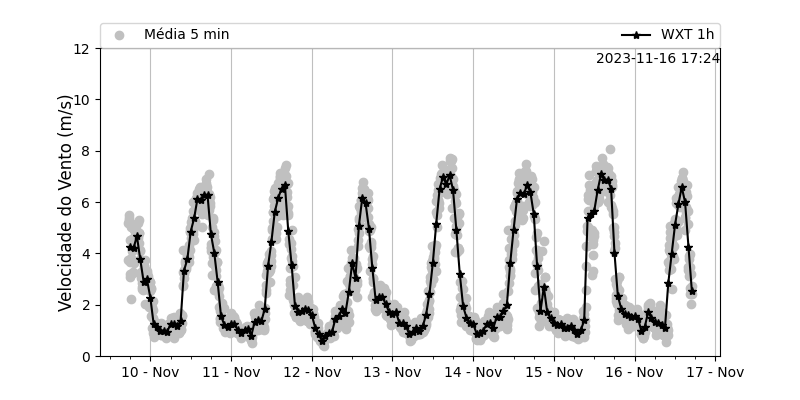 Média 5 min
WXT 1h
2023-11-16 17:24
Velocidade do Vento (m/s)
12
10
8
6
4
2
0
10 - Nov
11 - Nov
12 - Nov
13 - Nov
14 - Nov
15 - Nov
16 - Nov
17 - Nov